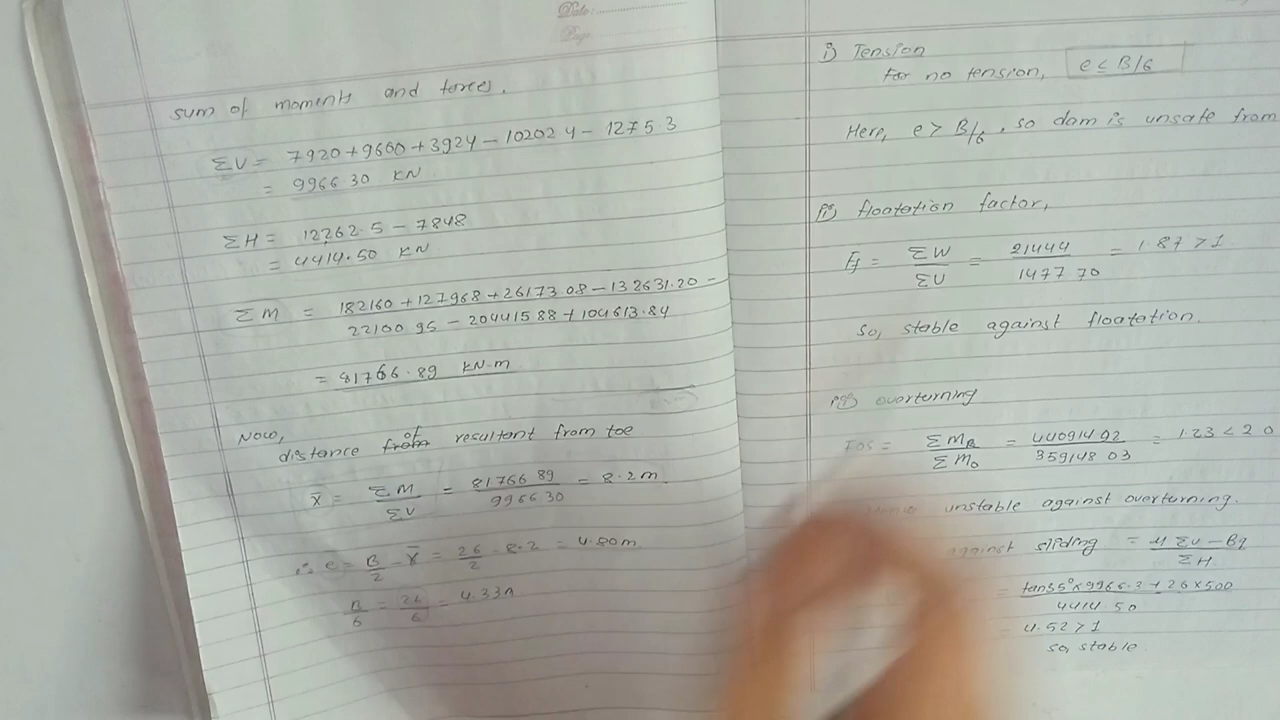 Date:
Page
sum of moments and forces.
ΣV = 7920 + 9600 + 3924 - 10202 4 - 1275 3
= 9966 30 KN
ΣH = 12262.5 - 7848
= 4414.50 KN
ΣM = 182160 + 127968 + 26173 08 - 132631.20 -
22100 95 - 204415 88 + 104613.84
= 81766.89 KN-m
Now,
distance of resultant from toe
x̄ = ΣM / ΣV = 81766 89 / 9966 30 = 8.2m
∴ e = B/2 - x̄ = 26/2 - 8.2 = 4.80m
B/6 = 26/6 = 4.33m
i) Tension
For no tension, e ≤ B/6
Here, e > B/6, so dam is unsafe from
ii) floatation factor,
Ff = ΣW / ΣU = 21444 / 1477 70 = 1.87 > 1
So, stable against floatation.
iii) overturning
FOS = ΣMR / ΣMo = 440914 92 / 359148 03 = 1.23 < 2 0
unstable against overturning.
against sliding = μ ΣV - Bq / ΣH
= tan35° × 9966.3 + 26 × 500 / 4414 50
4.52 > 1
so, stable